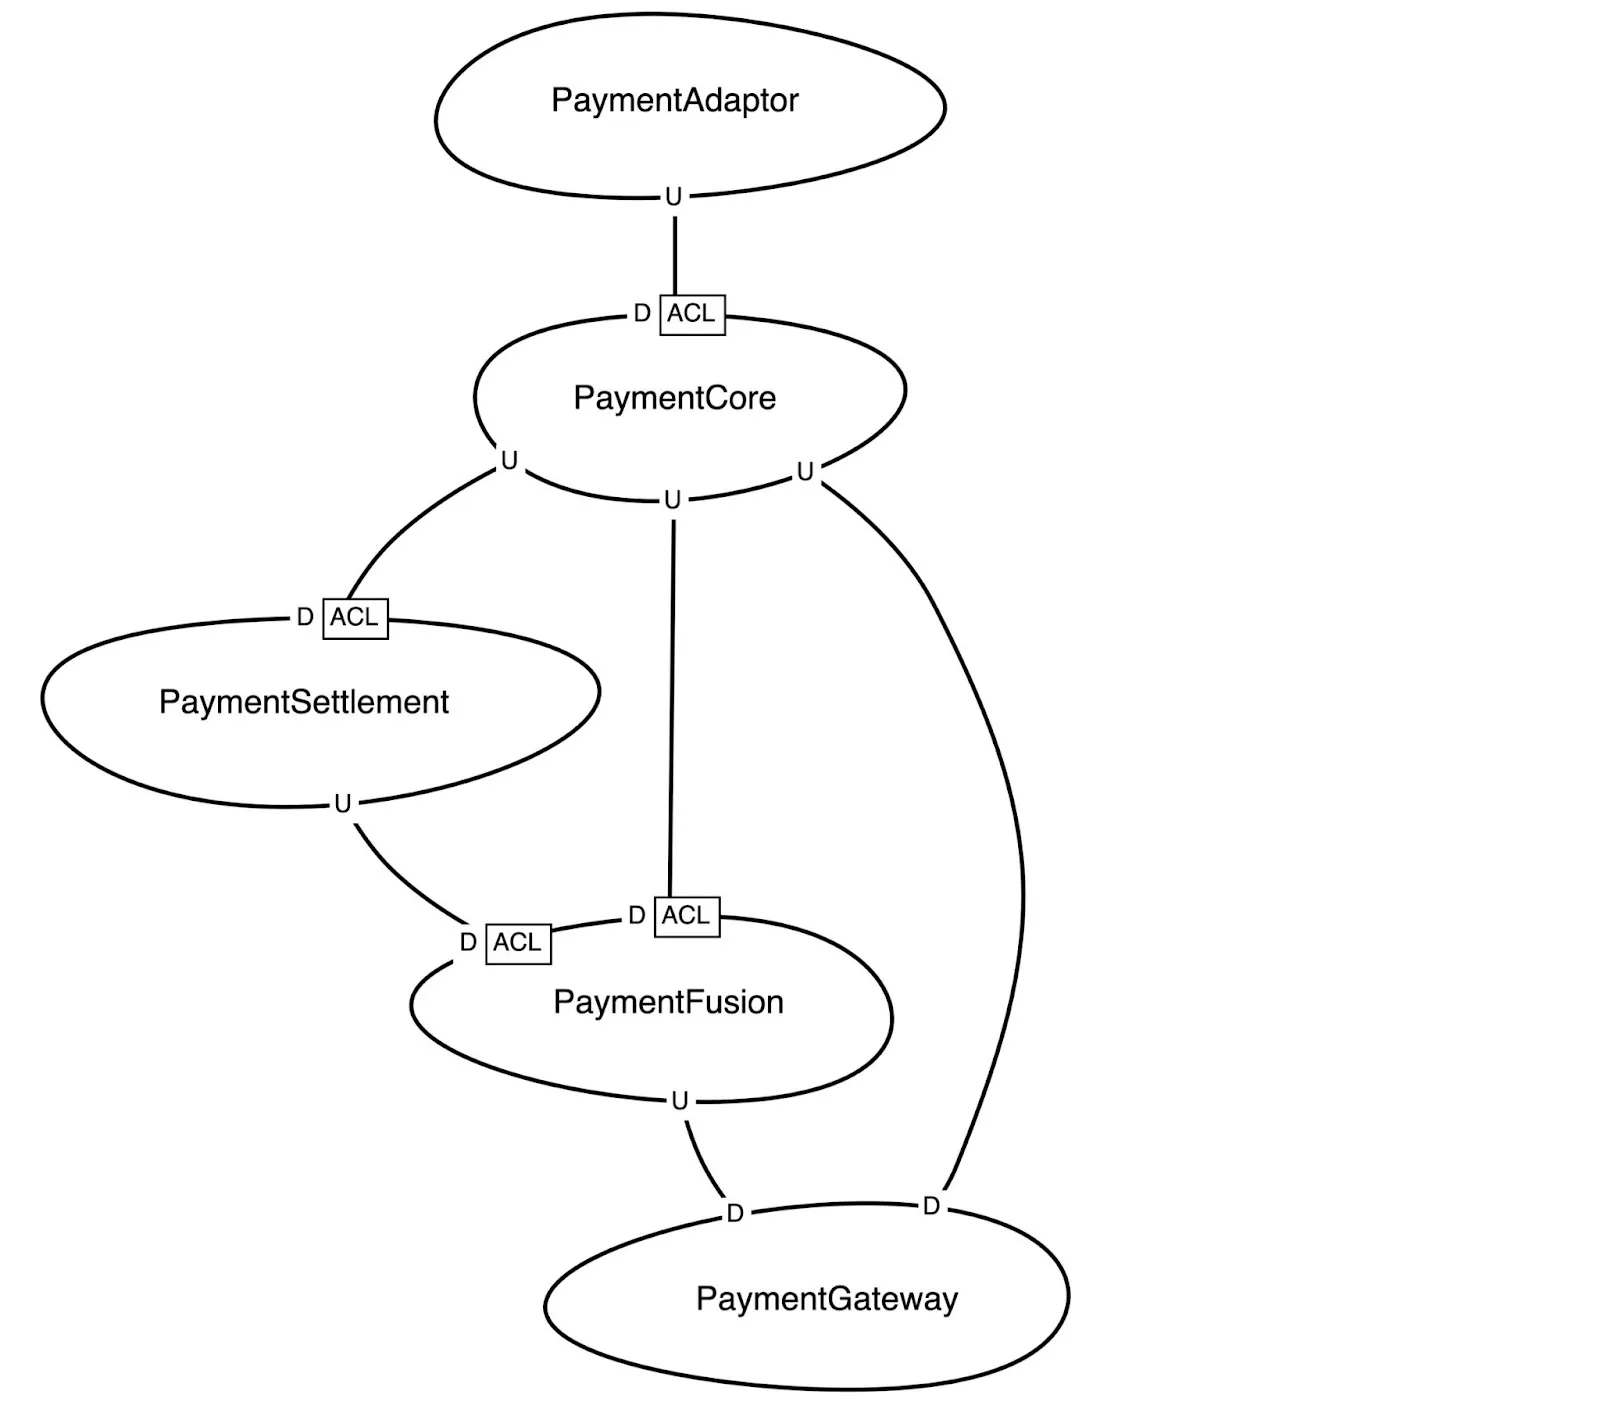 PaymentAdaptor
U
D ACL
PaymentCore
U
U
U
D ACL
PaymentSettlement
U
D ACL
D ACL
PaymentFusion
U
D
D
PaymentGateway